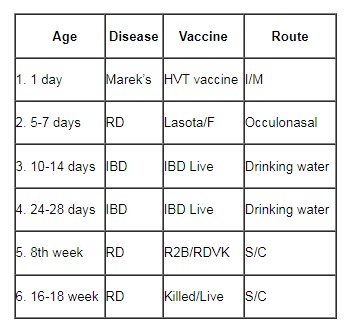 Age Disease Vaccine Route
1. 1 day Marek's HVT vaccine I/M
2. 5-7 days RD Lasota/F Occulonasal
3. 10-14 days IBD IBD Live Drinking water
4. 24-28 days IBD IBD Live Drinking water
5. 8th week RD R2B/RDVK S/C
6. 16-18 week RD Killed/Live S/C